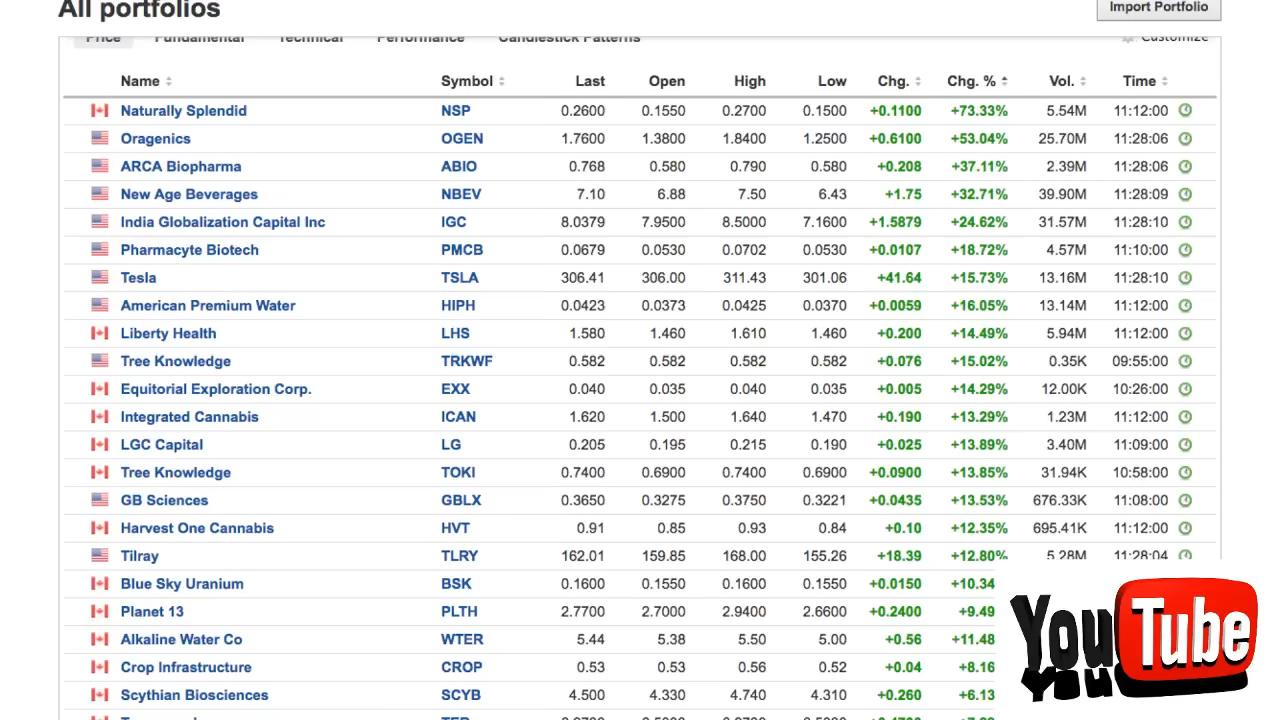 All portfolios
Import Portfolio
Price Fundamental Technical Performance Candlestick Patterns Customize
Name Symbol Last Open High Low Chg. Chg. % Vol. Time
Naturally Splendid NSP 0.2600 0.1550 0.2700 0.1500 +0.1100 +73.33% 5.54M 11:12:00
Oragenics OGEN 1.7600 1.3800 1.8400 1.2500 +0.6100 +53.04% 25.70M 11:28:06
ARCA Biopharma ABIO 0.768 0.580 0.790 0.580 +0.208 +37.11% 2.39M 11:28:06
New Age Beverages NBEV 7.10 6.88 7.50 6.43 +1.75 +32.71% 39.90M 11:28:09
India Globalization Capital Inc IGC 8.0379 7.9500 8.5000 7.1600 +1.5879 +24.62% 31.57M 11:28:10
Pharmacyte Biotech PMCB 0.0679 0.0530 0.0702 0.0530 +0.0107 +18.72% 4.57M 11:10:00
Tesla TSLA 306.41 306.00 311.43 301.06 +41.64 +15.73% 13.16M 11:28:10
American Premium Water HIPH 0.0423 0.0373 0.0425 0.0370 +0.0059 +16.05% 13.14M 11:12:00
Liberty Health LHS 1.580 1.460 1.610 1.460 +0.200 +14.49% 5.94M 11:12:00
Tree Knowledge TRKWF 0.582 0.582 0.582 0.582 +0.076 +15.02% 0.35K 09:55:00
Equitorial Exploration Corp. EXX 0.040 0.035 0.040 0.035 +0.005 +14.29% 12.00K 10:26:00
Integrated Cannabis ICAN 1.620 1.500 1.640 1.470 +0.190 +13.29% 1.23M 11:12:00
LGC Capital LG 0.205 0.195 0.215 0.190 +0.025 +13.89% 3.40M 11:09:00
Tree Knowledge TOKI 0.7400 0.6900 0.7400 0.6900 +0.0900 +13.85% 31.94K 10:58:00
GB Sciences GBLX 0.3650 0.3275 0.3750 0.3221 +0.0435 +13.53% 676.33K 11:08:00
Harvest One Cannabis HVT 0.91 0.85 0.93 0.84 +0.10 +12.35% 695.41K 11:12:00
Tilray TLRY 162.01 159.85 168.00 155.26 +18.39 +12.80% 5.28M 11:28:04
Blue Sky Uranium BSK 0.1600 0.1550 0.1600 0.1550 +0.0150 +10.34
Planet 13 PLTH 2.7700 2.7000 2.9400 2.6600 +0.2400 +9.49
Alkaline Water Co WTER 5.44 5.38 5.50 5.00 +0.56 +11.48
Crop Infrastructure CROP 0.53 0.53 0.56 0.52 +0.04 +8.16
Scythian Biosciences SCYB 4.500 4.330 4.740 4.310 +0.260 +6.13
YouTube